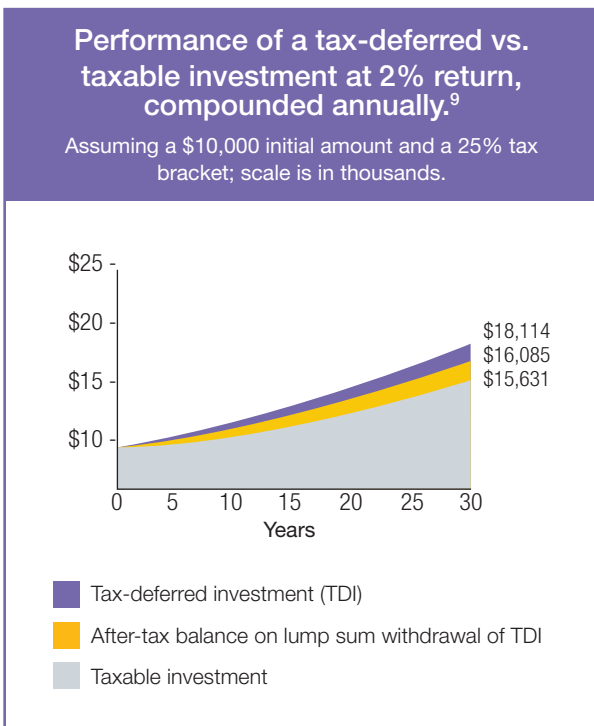 Performance of a tax-deferred vs.
taxable investment at 2% return,
compounded annually.9
Assuming a $10,000 initial amount and a 25% tax
bracket; scale is in thousands.
$25
$20
$15
$10
$18,114
$16,085
$15,631
0 5 10 15 20 25 30
Years
Tax-deferred investment (TDI)
After-tax balance on lump sum withdrawal of TDI
Taxable investment